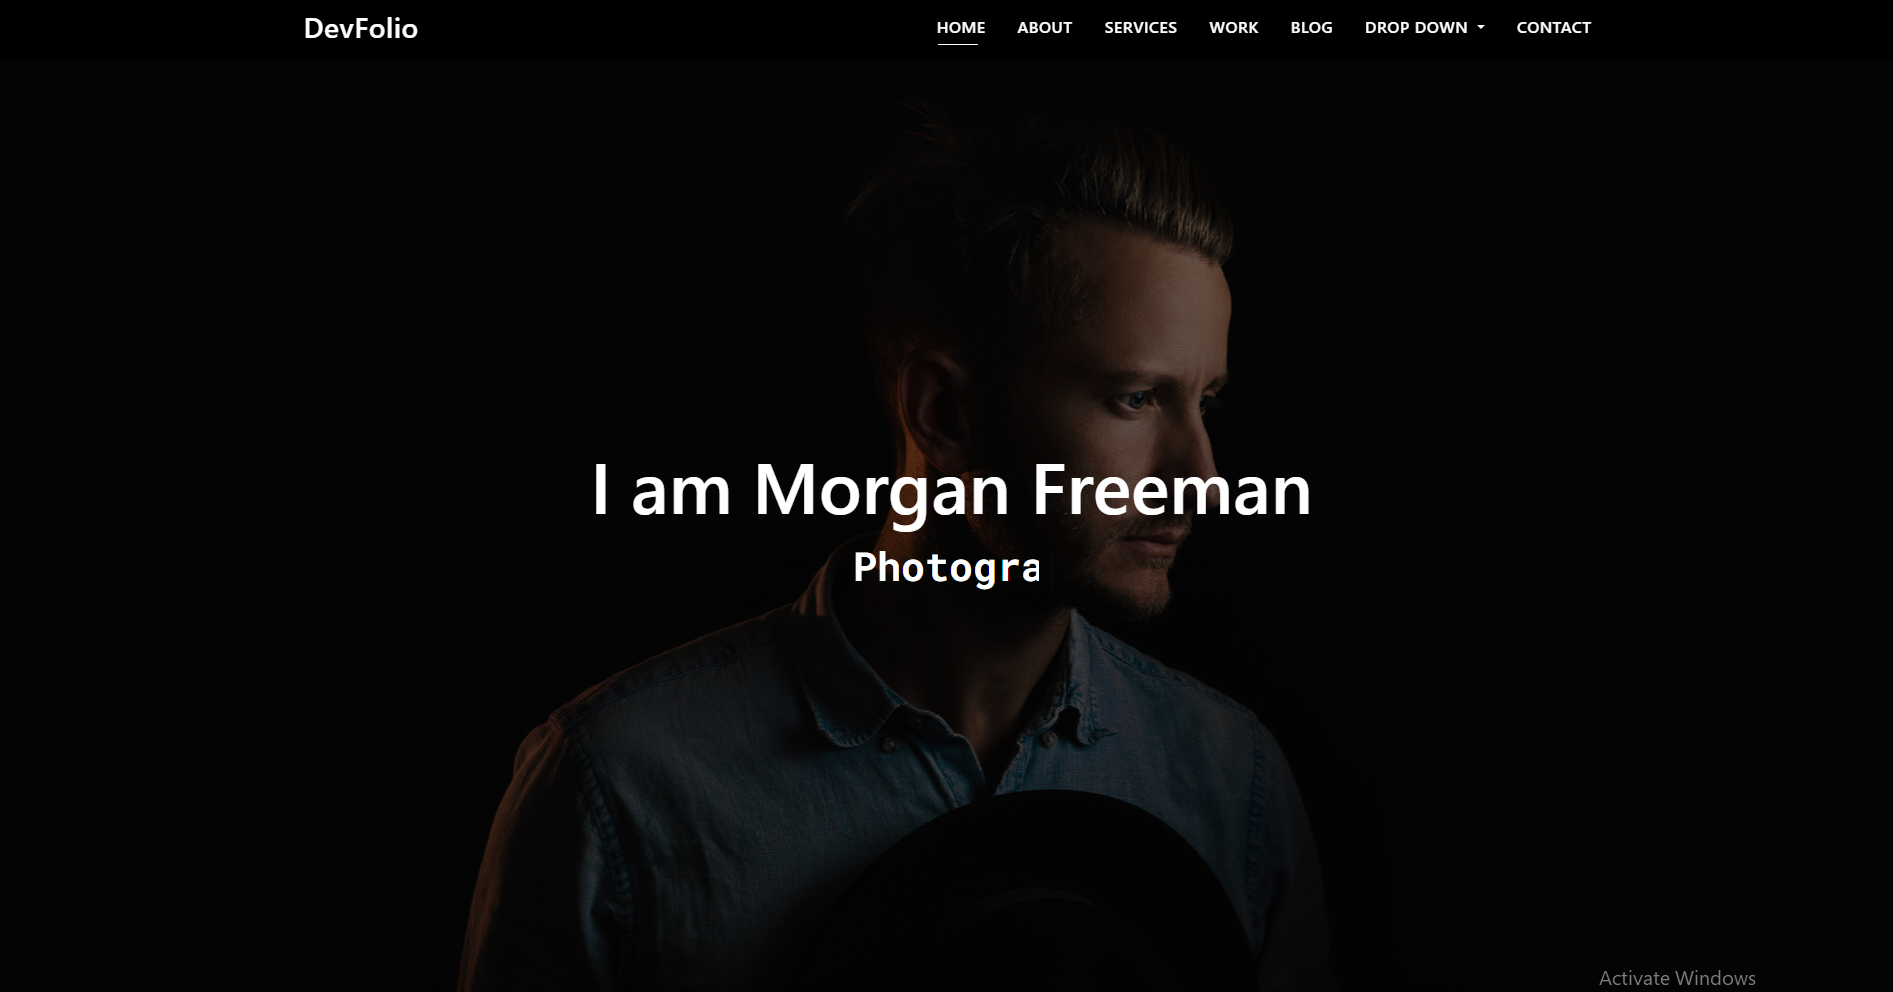 DevFolio
HOME ABOUT SERVICES WORK BLOG DROP DOWN CONTACT
I am Morgan Freeman
Photogra
Activate Windows